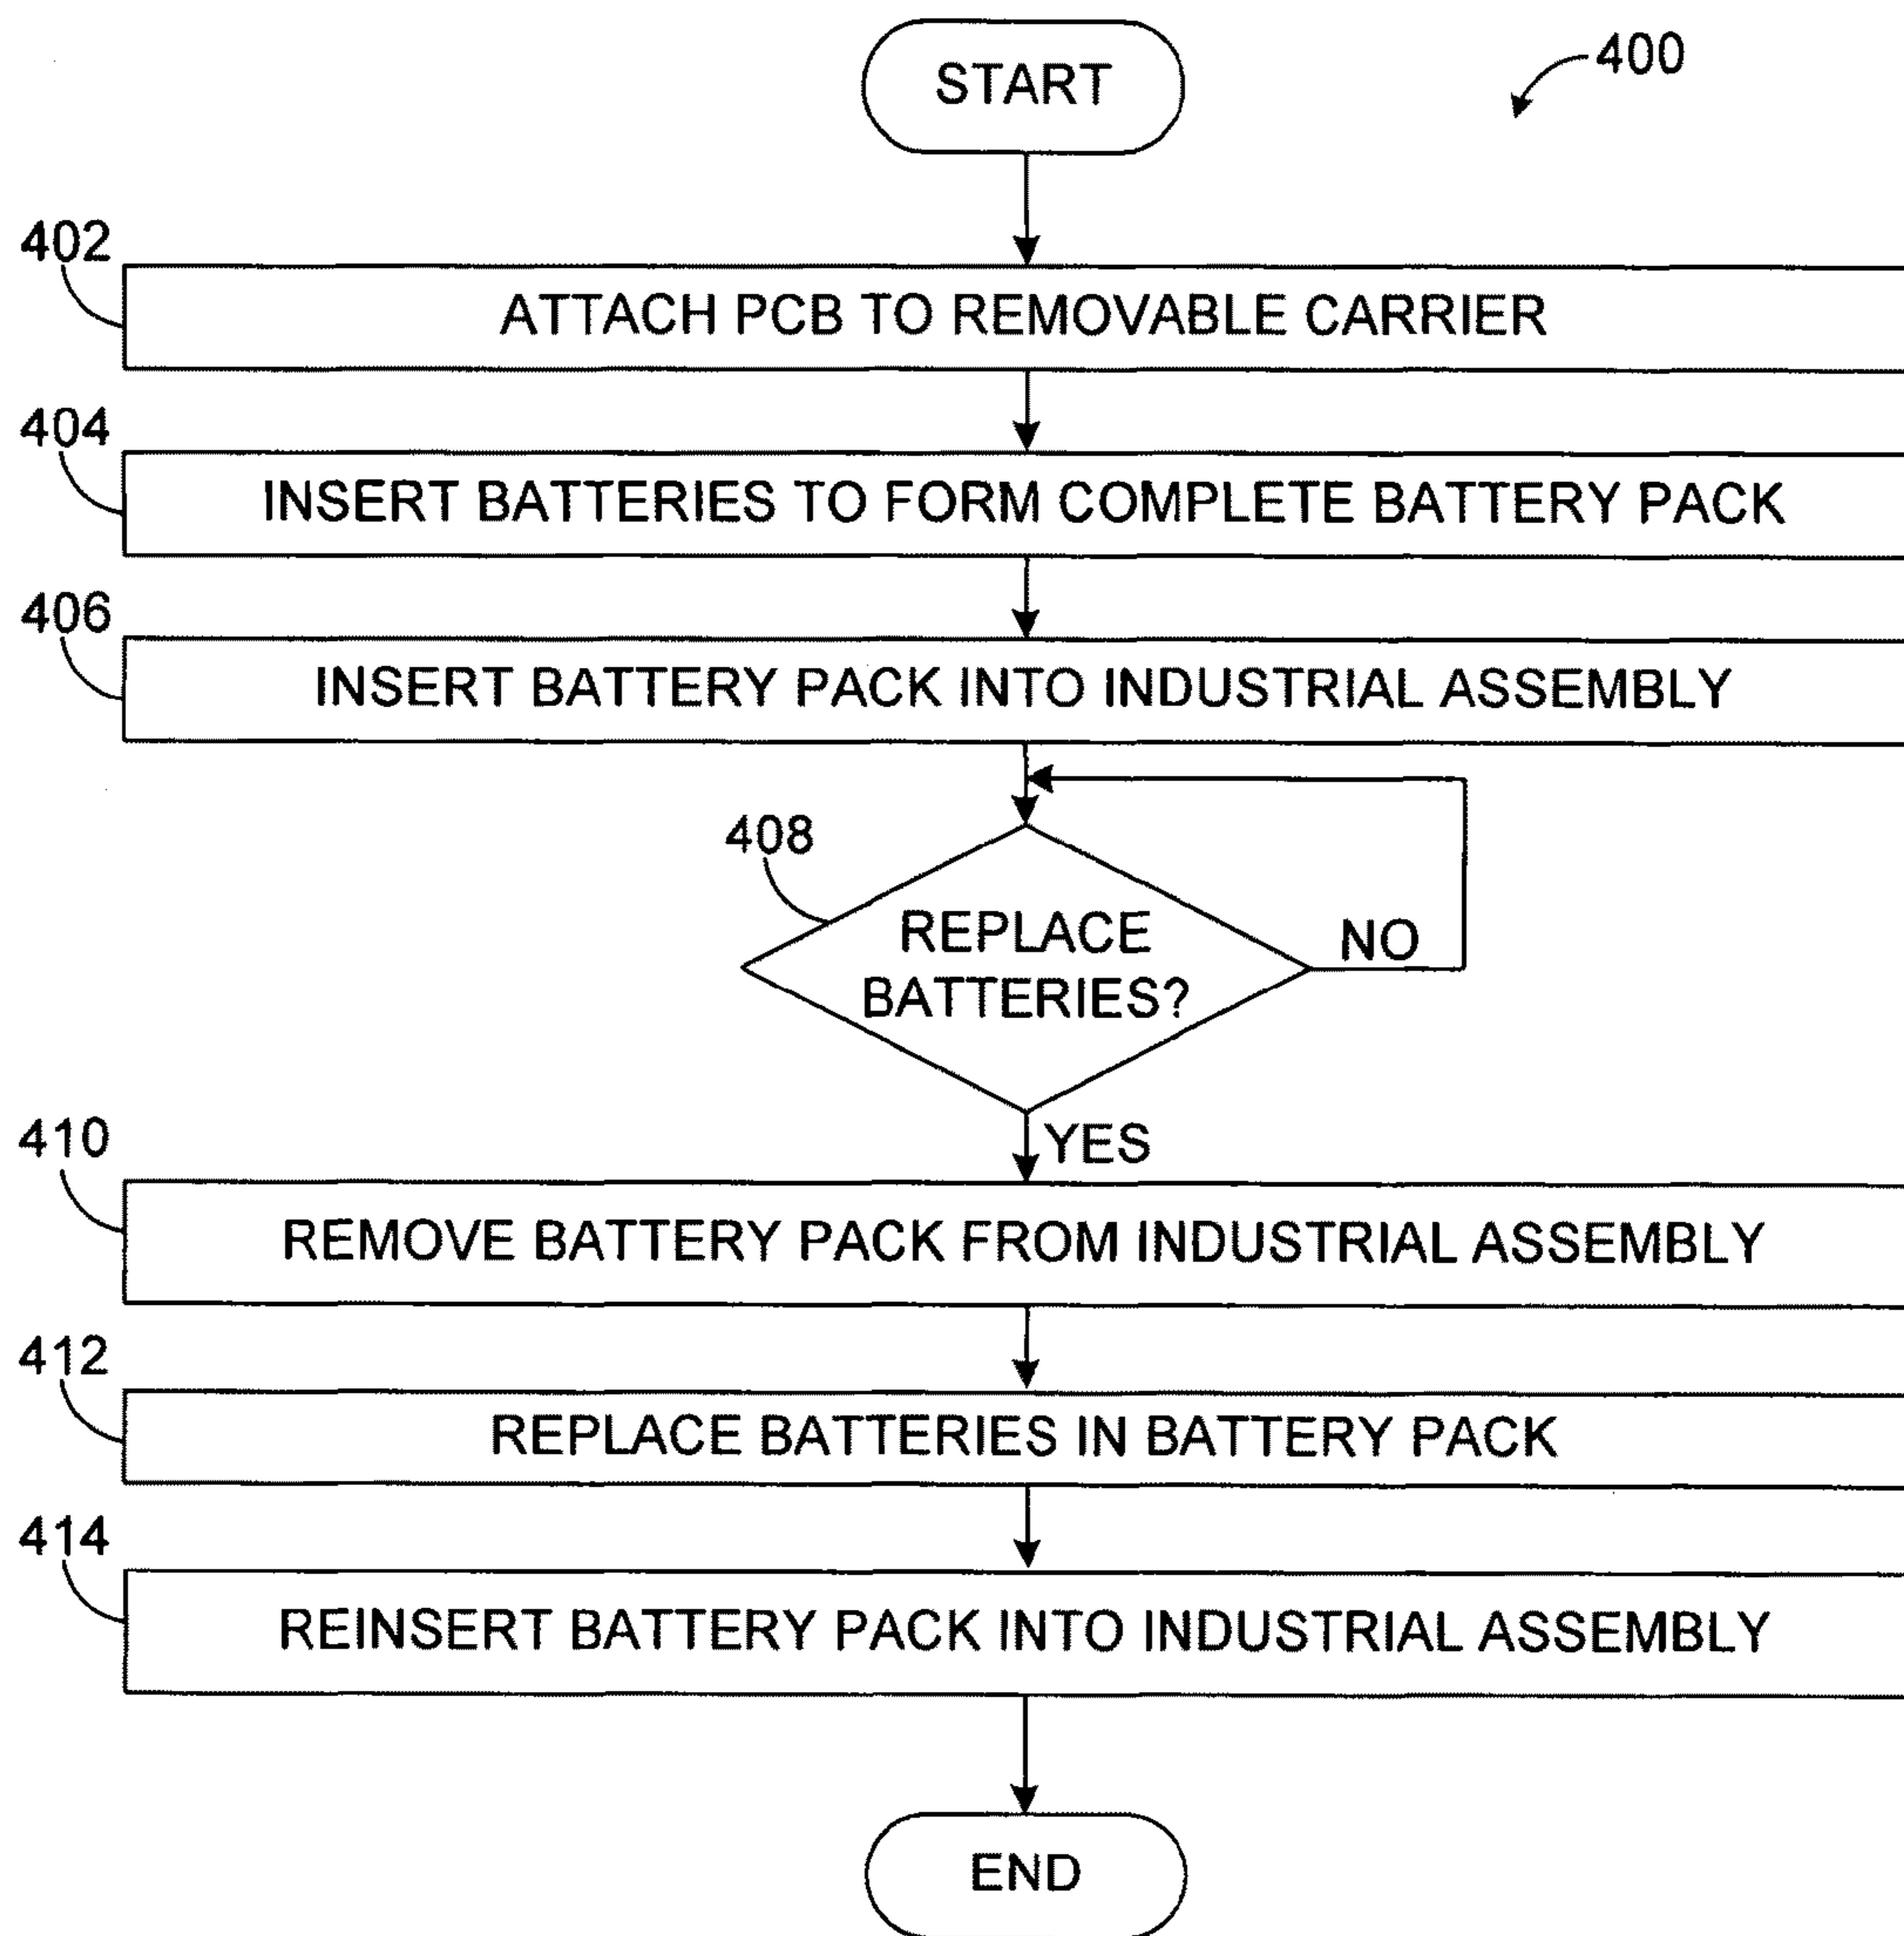 START
400
402
ATTACH PCB TO REMOVABLE CARRIER
404
INSERT BATTERIES TO FORM COMPLETE BATTERY PACK
406
INSERT BATTERY PACK INTO INDUSTRIAL ASSEMBLY
408
REPLACE
BATTERIES?
NO
YES
410
REMOVE BATTERY PACK FROM INDUSTRIAL ASSEMBLY
412
REPLACE BATTERIES IN BATTERY PACK
414
REINSERT BATTERY PACK INTO INDUSTRIAL ASSEMBLY
END